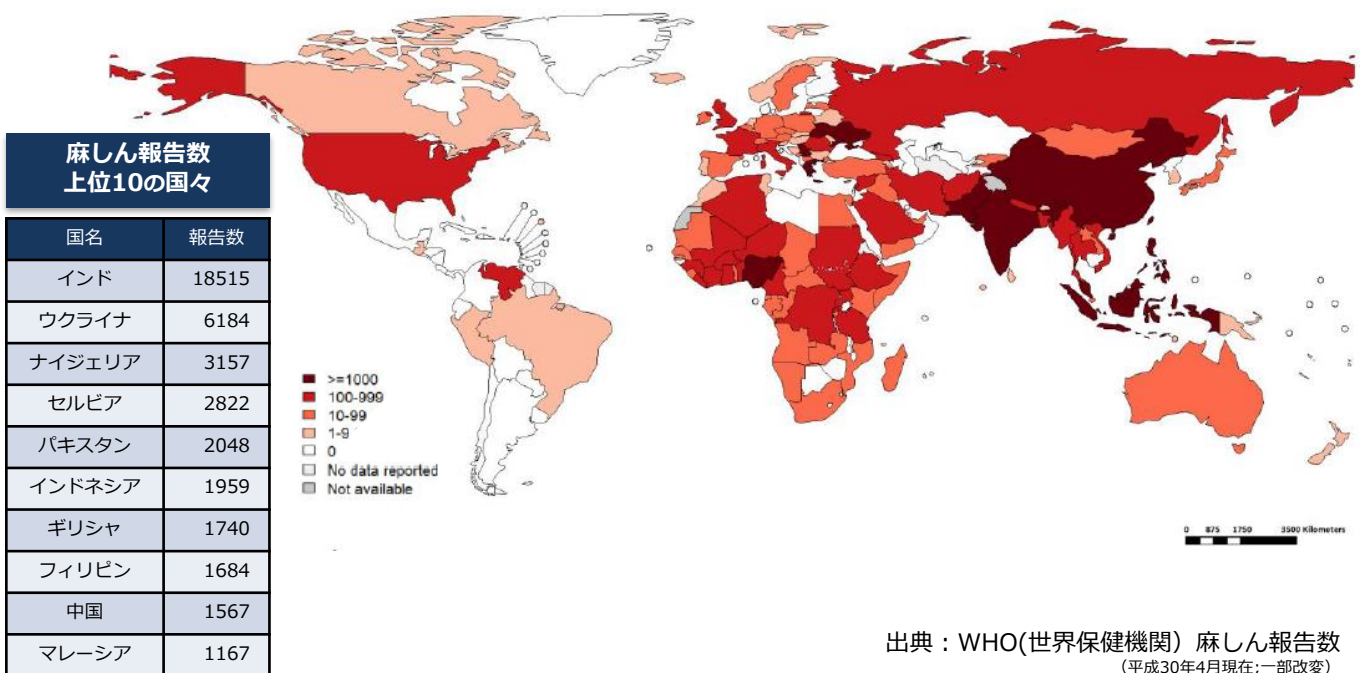 麻しん報告数
上位10の国々
国名 報告数
インド 18515
ウクライナ 6184
ナイジェリア 3157
セルビア 2822
パキスタン 2048
インドネシア 1959
ギリシャ 1740
フィリピン 1684
中国 1567
マレーシア 1167
>=1000
100-999
10-99
1-9
0
No data reported
Not available
0 875 1750 3500 Kilometers
出典：WHO(世界保健機関）麻しん報告数
（平成30年4月現在;一部改変）